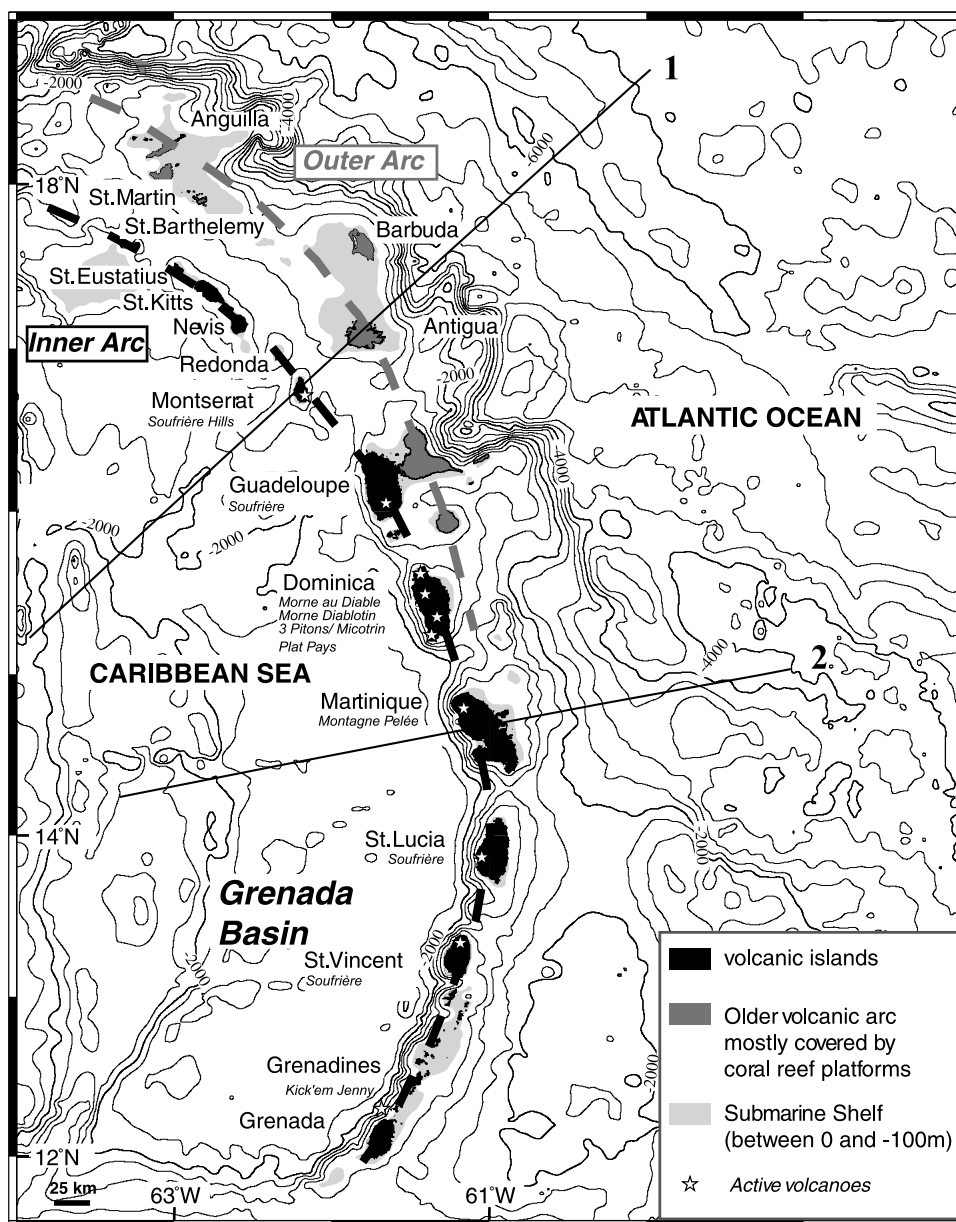 -2000
1
Anguilla
-4000
Outer Arc
-6000
18°N
St.Martin
St.Barthelemy
Barbuda
St.Eustatius
St.Kitts
Nevis
Antigua
Inner Arc
Redonda
-2000
Montserrat
Soufrière Hills
ATLANTIC OCEAN
-4000
Guadeloupe
Soufrière
-2000
-2000
Dominica
Morne au Diable
Morne Diablotin
3 Pitons/ Micotrin
Plat Pays
-4000
2
CARIBBEAN SEA
Martinique
Montagne Pelée
14°N
St.Lucia
Soufrière
-2000
Grenada
Basin
-2000
-2000
St.Vincent
Soufrière
Grenadines
Kick'em Jenny
Grenada
-2000
12°N
25 km
63°W
61°W
volcanic islands
Older volcanic arc
mostly covered by
coral reef platforms
Submarine Shelf
(between 0 and -100m)
Active volcanoes